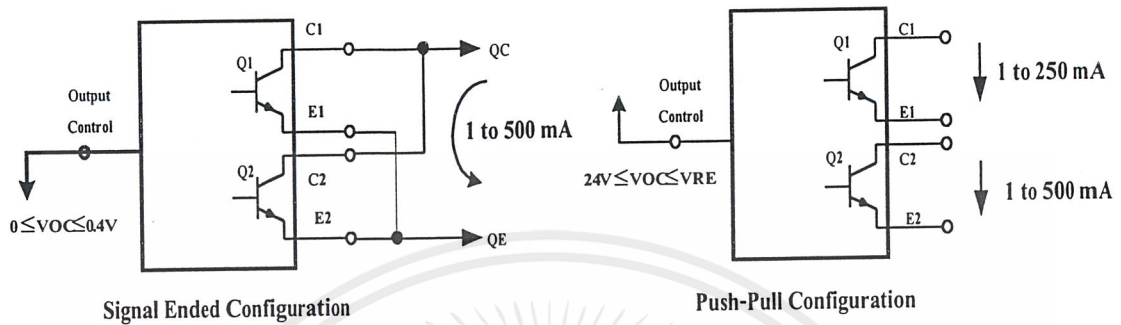 C1
QC
Q1
Output
Control
E1
1 to 500 mA
Q2
C2
0≤VOC≤0.4V
E2
QE
Signal Ended Configuration
C1
Q1
1 to 250 mA
Output
Control
E1
C2
Q2
24V≤VOC≤VRE
1 to 500 mA
E2
Push-Pull Configuration